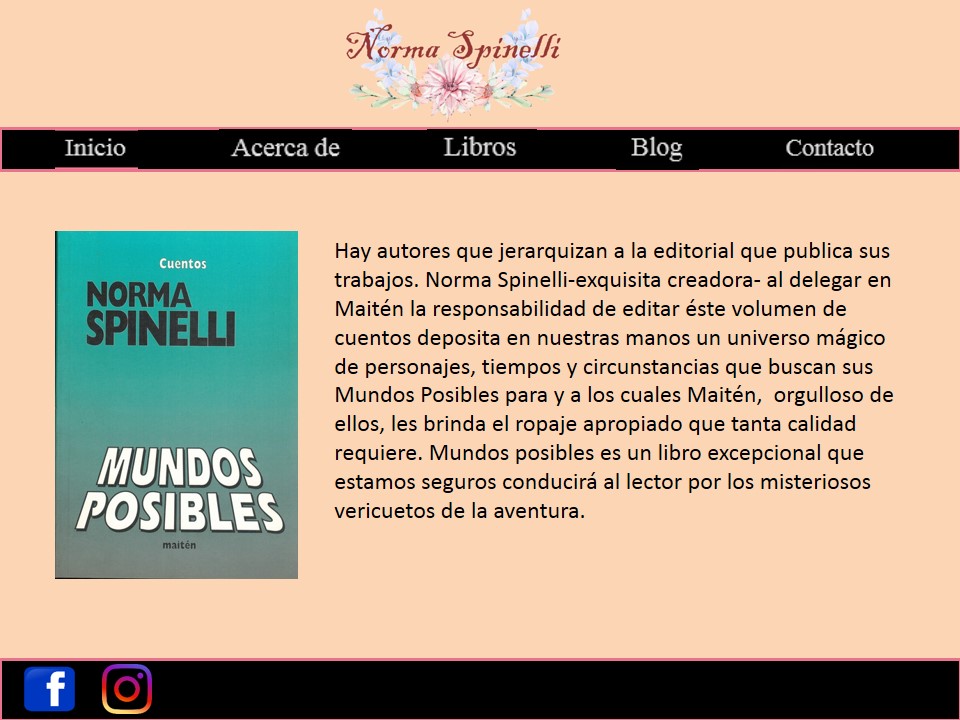 Norma Spinelli
Inicio
Acerca de
Libros
Blog
Contacto
Cuentos
NORMA
SPINELLI
MUNDOS
POSIBLES
maitén
Hay autores que jerarquizan a la editorial que publica sus
trabajos. Norma Spinelli-exquisita creadora- al delegar en
Maitén la responsabilidad de editar éste volumen de
cuentos deposita en nuestras manos un universo mágico
de personajes, tiempos y circunstancias que buscan sus
Mundos Posibles para y a los cuales Maitén,  orgulloso de
ellos, les brinda el ropaje apropiado que tanta calidad
requiere. Mundos posibles es un libro excepcional que
estamos seguros conducirá al lector por los misteriosos
vericuetos de la aventura.
f